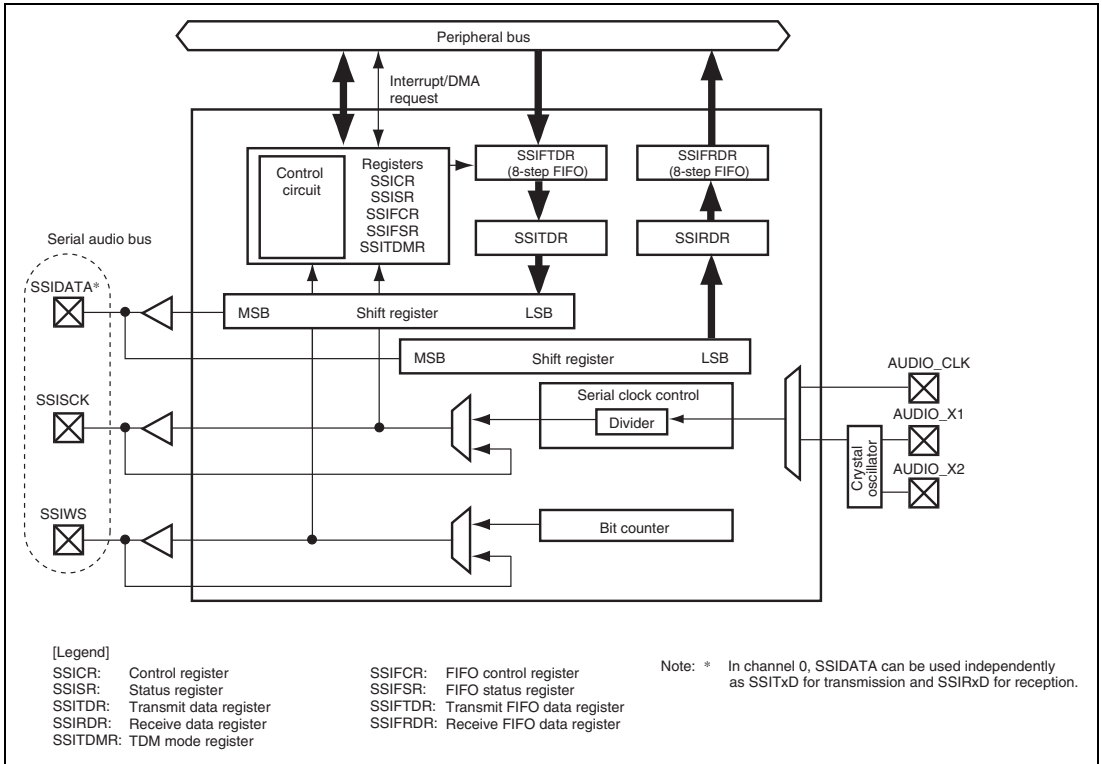 Peripheral bus
Interrupt/DMA
request
Control
circuit
Registers
SSICR
SSISR
SSIFCR
SSIFSR
SSITDMR
SSIFTDR
(8-step FIFO)
SSIFRDR
(8-step FIFO)
SSITDR
SSIRDR
Serial audio bus
SSIDATA*
MSB Shift register LSB
MSB Shift register LSB
SSISCK
Serial clock control
Divider
AUDIO_CLK
AUDIO_X1
AUDIO_X2
Crystal
oscillator
SSIWS
Bit counter
[Legend]
SSICR: Control register
SSISR: Status register
SSITDR: Transmit data register
SSIRDR: Receive data register
SSITDMR: TDM mode register
SSIFCR: FIFO control register
SSIFSR: FIFO status register
SSIFTDR: Transmit FIFO data register
SSIFRDR: Receive FIFO data register
Note: * In channel 0, SSIDATA can be used independently
as SSITxD for transmission and SSIRxD for reception.